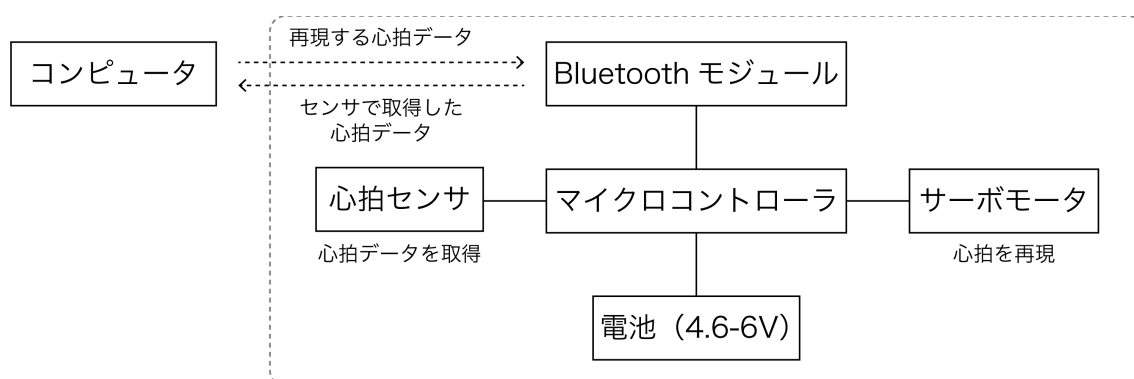 再現する心拍データ
コンピュータ
Bluetooth モジュール
センサで取得した
心拍データ
心拍センサ
マイクロコントローラ
サーボモータ
心拍データを取得
心拍を再現
電池（4.6-6V）